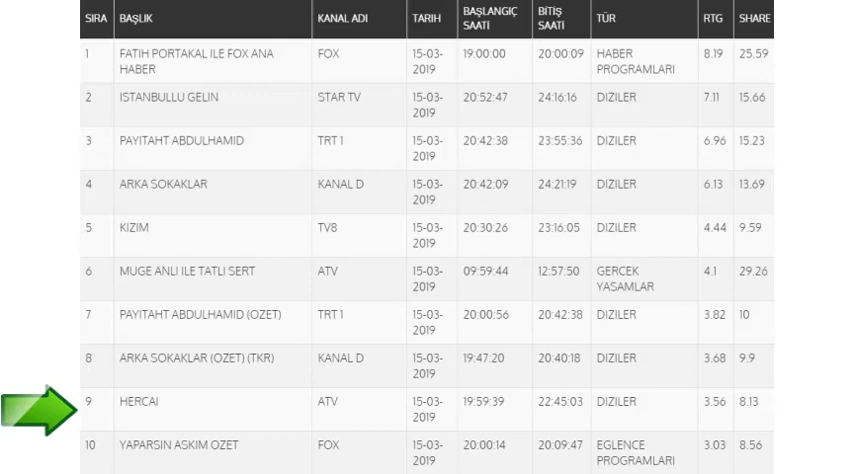 SIRA BAŞLIK KANAL ADI TARIH BAŞLANGIÇ SAATİ BİTİŞ SAATİ TÜR RTG SHARE
1 FATIH PORTAKAL ILE FOX ANA HABER FOX 15-03-2019 19:00:00 20:00:09 HABER PROGRAMLARI 8.19 25.59
2 ISTANBULLU GELIN STAR TV 15-03-2019 20:52:47 24:16:16 DIZILER 7.11 15.66
3 PAYITAHT ABDULHAMID TRT 1 15-03-2019 20:42:38 23:55:36 DIZILER 6.96 15.23
4 ARKA SOKAKLAR KANAL D 15-03-2019 20:42:09 24:21:19 DIZILER 6.13 13.69
5 KIZIM TV8 15-03-2019 20:30:26 23:16:05 DIZILER 4.44 9.59
6 MUGE ANLI ILE TATLI SERT ATV 15-03-2019 09:59:44 12:57:50 GERCEK YASAMLAR 4.1 29.26
7 PAYITAHT ABDULHAMID (OZET) TRT 1 15-03-2019 20:00:56 20:42:38 DIZILER 3.82 10
8 ARKA SOKAKLAR (OZET) (TKR) KANAL D 15-03-2019 19:47:20 20:40:18 DIZILER 3.68 9.9
9 HERCAI ATV 15-03-2019 19:59:39 22:45:03 DIZILER 3.56 8.13
10 YAPARSIN ASKIM OZET FOX 15-03-2019 20:00:14 20:09:47 EGLENCE PROGRAMLARI 3.03 8.56